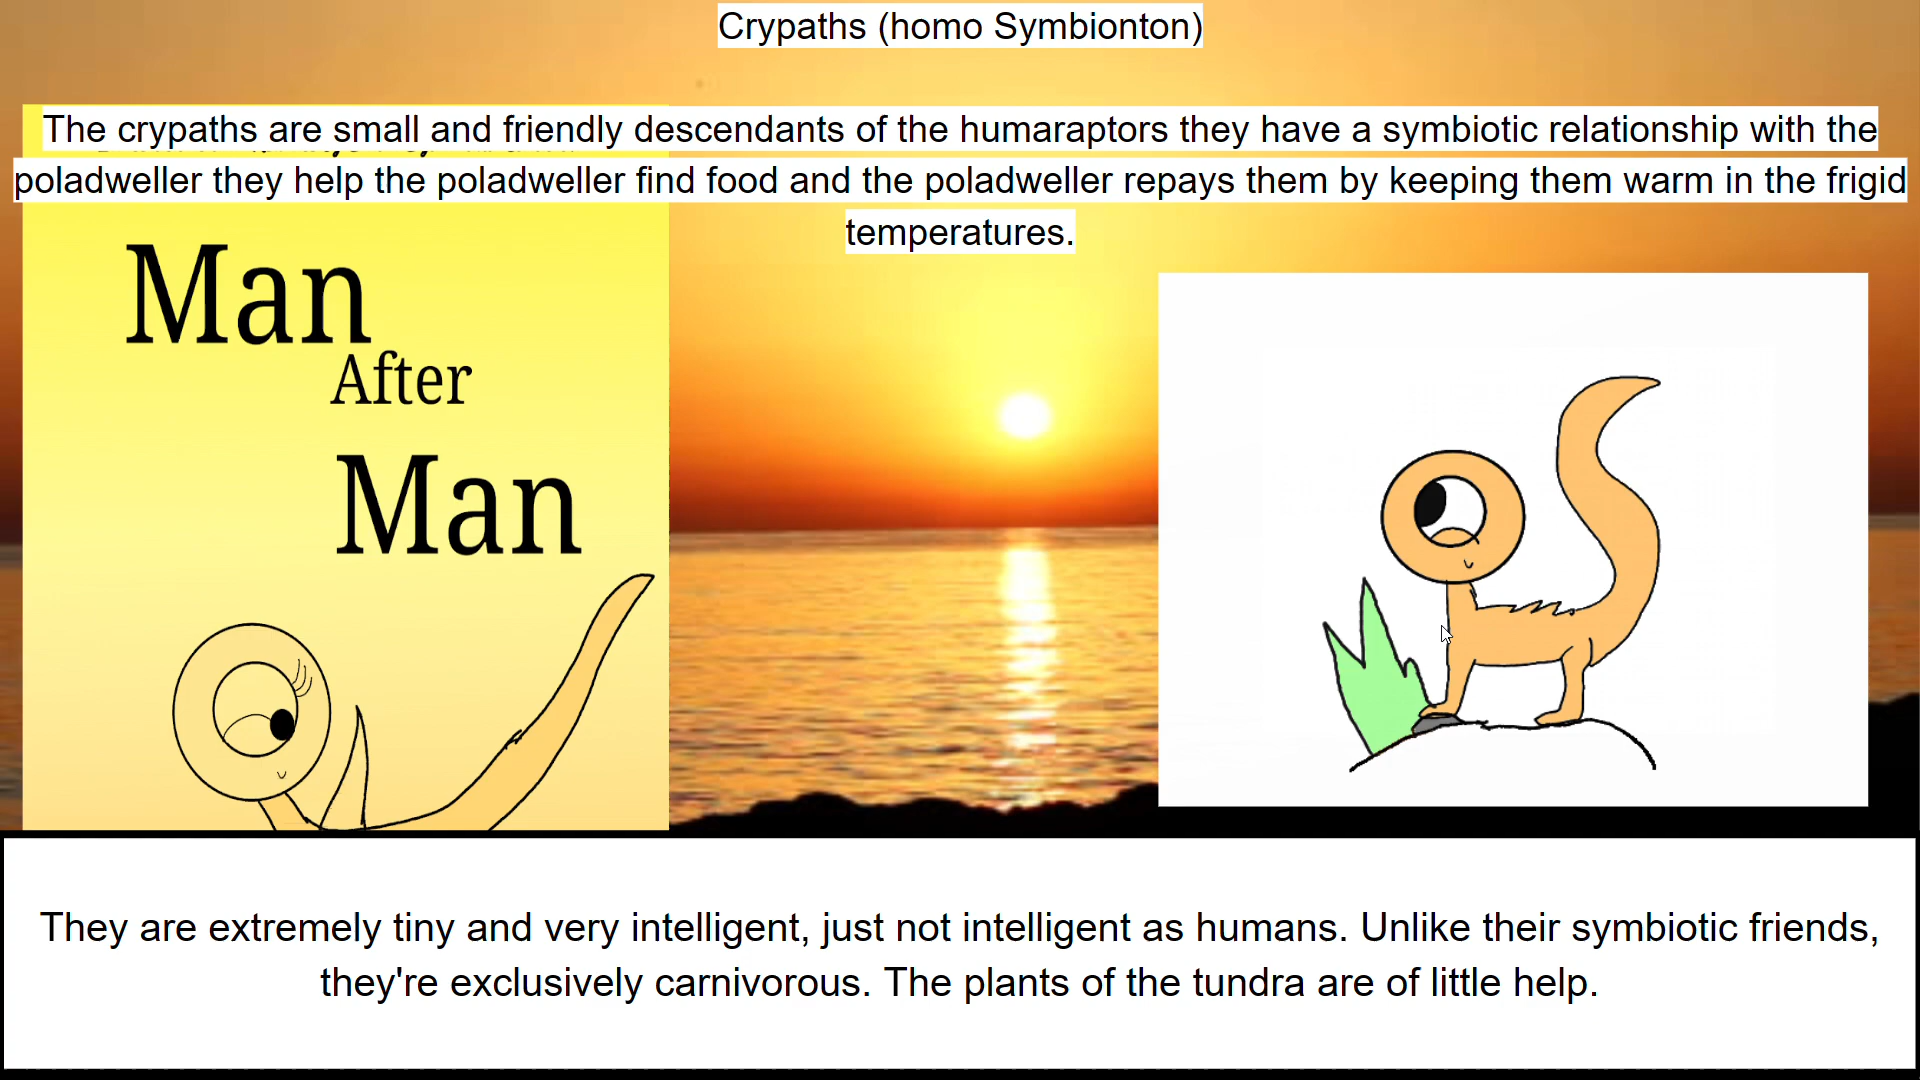 Crypaths (homo Symbionton)
The crypaths are small and friendly descendants of the humaraptors they have a symbiotic relationship with the
poladweller they help the poladweller find food and the poladweller repays them by keeping them warm in the frigid
temperatures.
Man
After
Man
They are extremely tiny and very intelligent, just not intelligent as humans. Unlike their symbiotic friends,
they're exclusively carnivorous. The plants of the tundra are of little help.